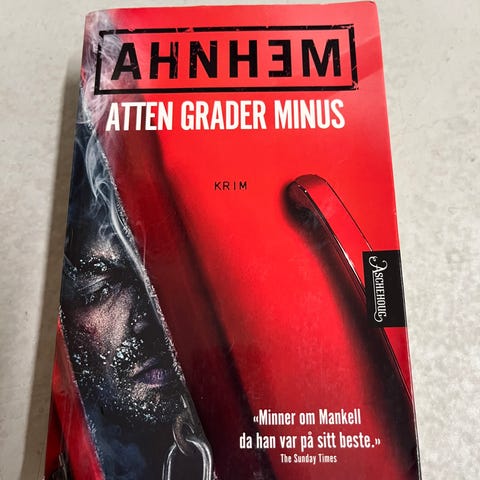 AHNHEM
ATTEN GRADER MINUS
KRIM
ASCHEHOUG
«Minner om Mankell
da han var på sitt beste.»
The Sunday Times